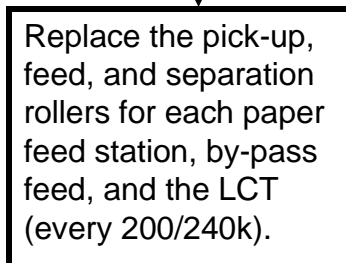 Replace the pick-up,
feed, and separation
rollers for each paper
feed station, by-pass
feed, and the LCT
(every 200/240k).